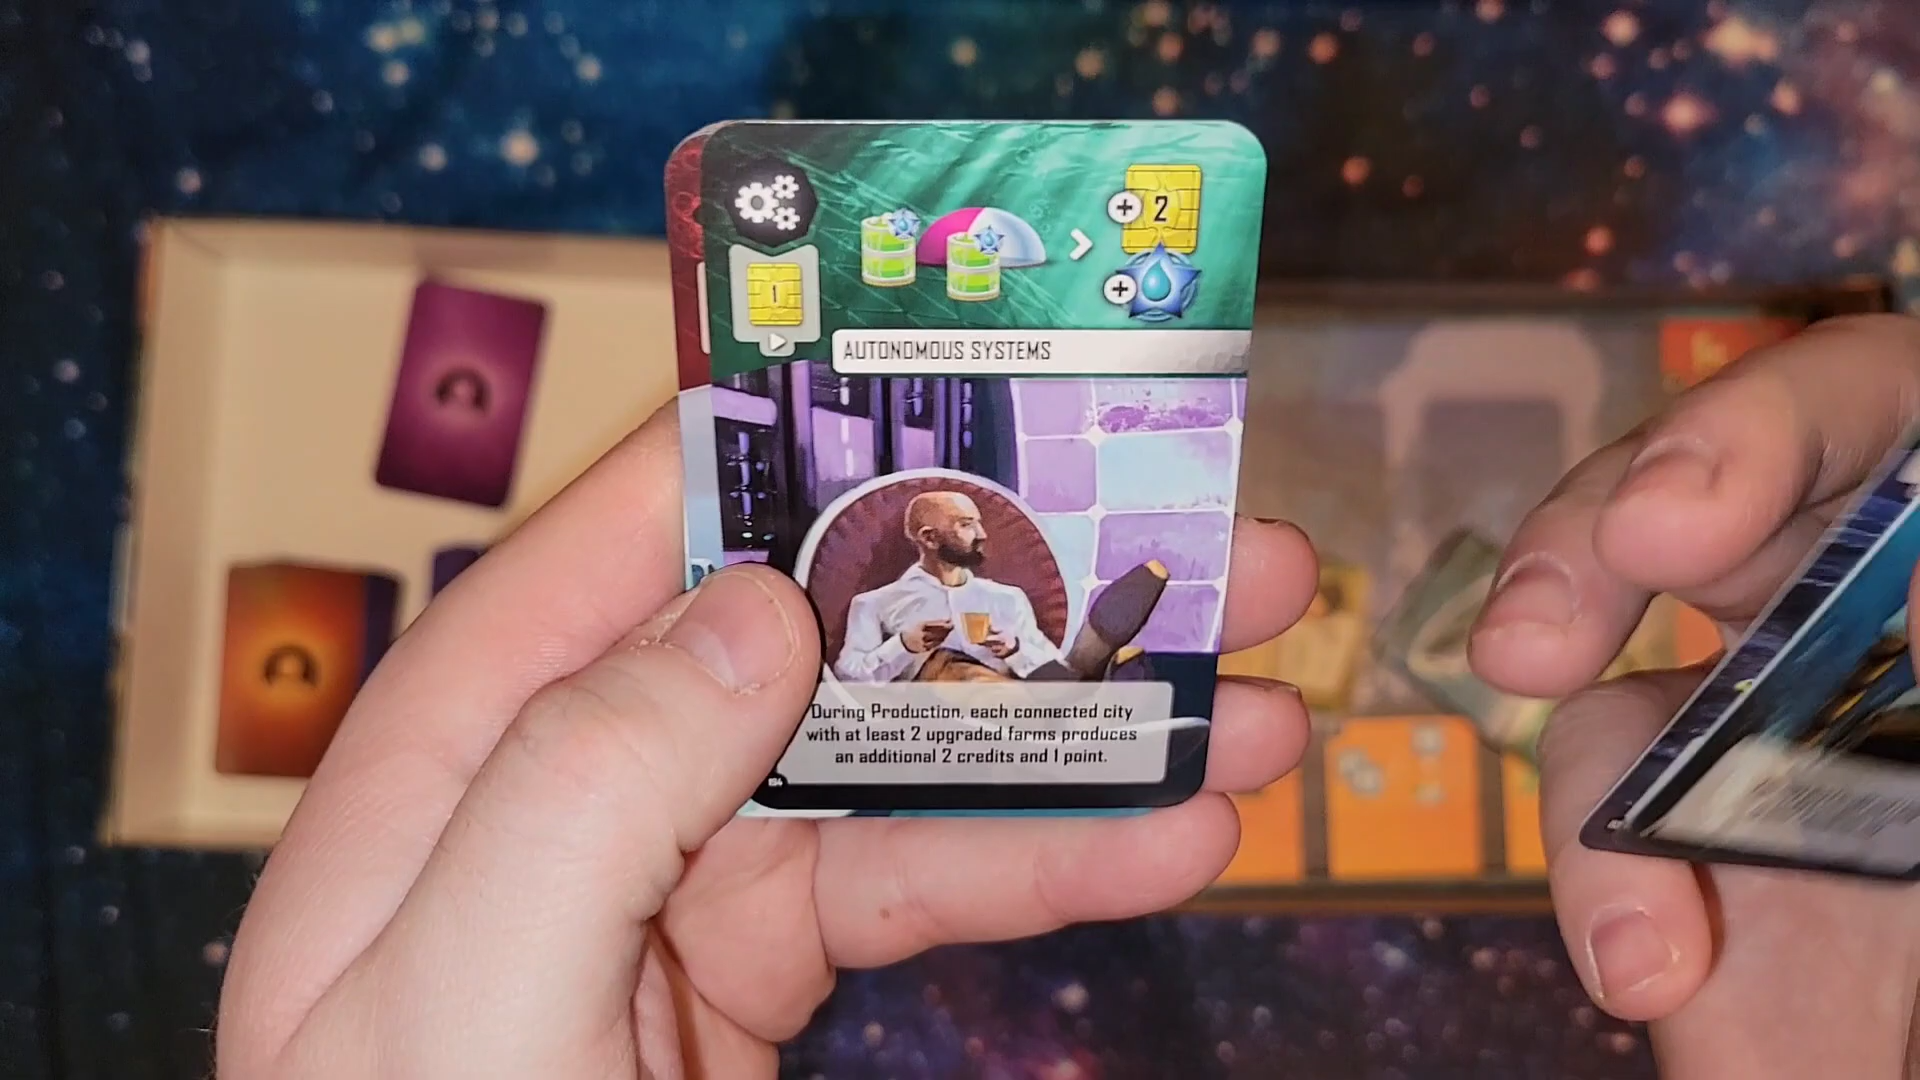 2
1
AUTONOMOUS SYSTEMS
During Production, each connected city
with at least 2 upgraded farms produces
an additional 2 credits and 1 point.